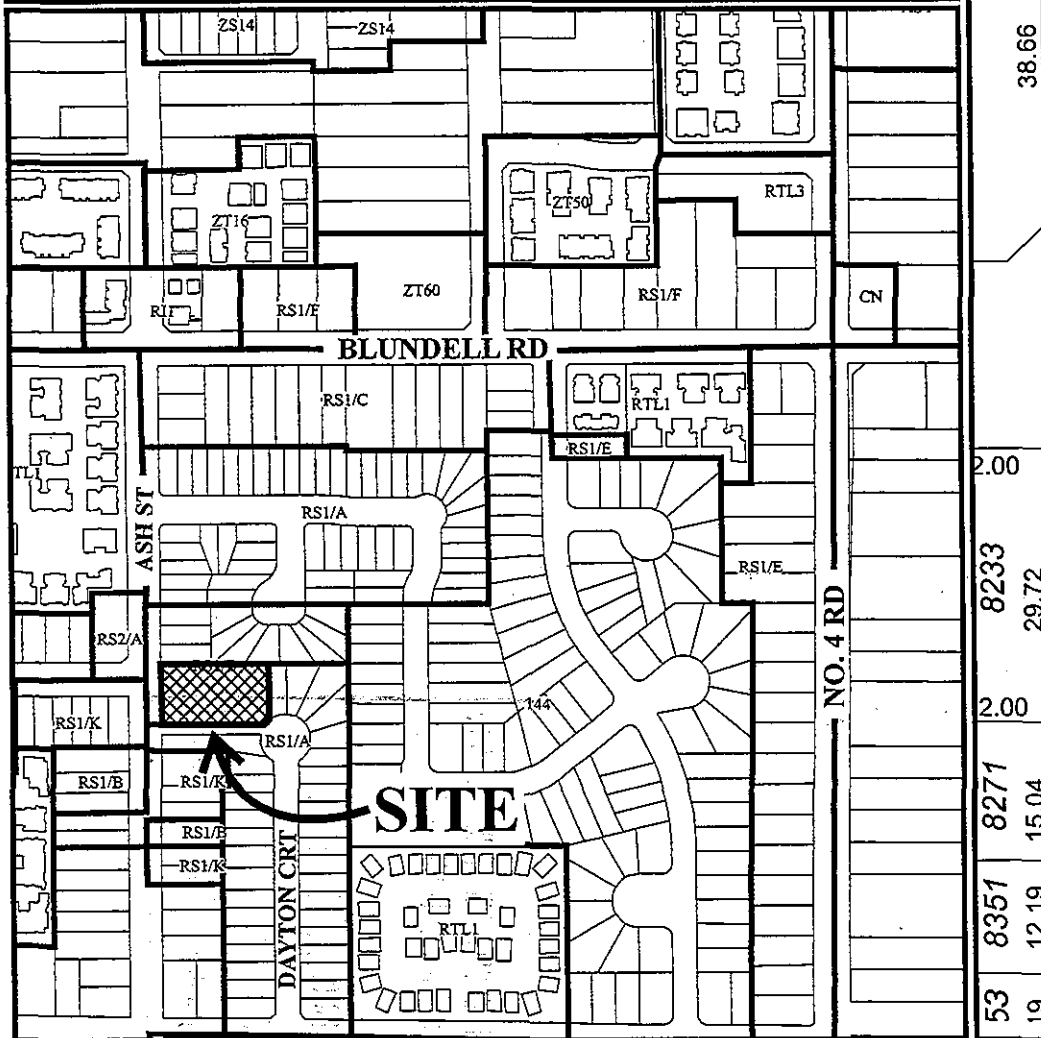 ZS14
ZS14
38.66
ZT16
ZT50
RTL3
ZT60
RS1/F
RS1/F
CN
BLUNDELL RD
RS1/C
RTL1
RS1/E
ASH ST
RS1/A
RS1/E
NO. 4 RD
RS2/A
144
RS1/K
RS1/A
RS1/B
RS1/K
SITE
RS1/B
RS1/K
DAYTON CRT
RTL1
2.00
8233
29.72
2.00
8271
15.04
8351
12.19
53
19